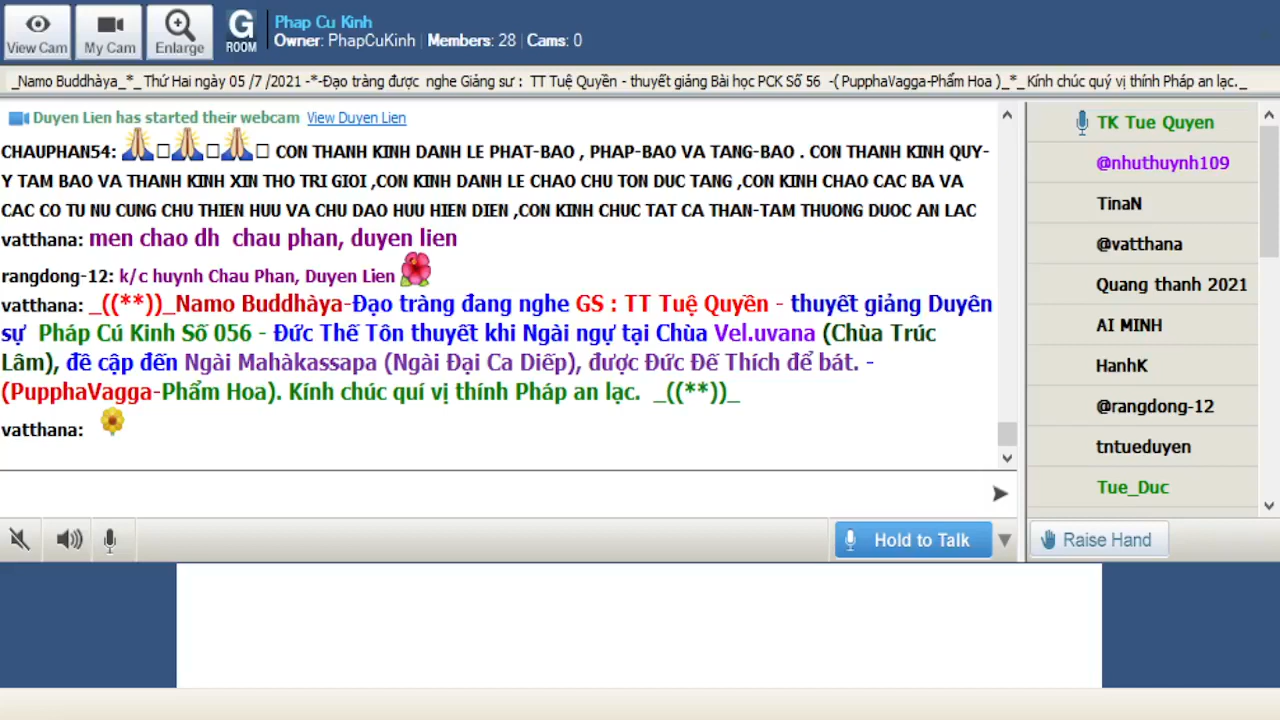 View Cam
My Cam
Enlarge
G
ROOM
Phap Cu Kinh
Owner: PhapCuKinh | Members: 28 | Cams: 0
_Namo Buddhàya_*_ Thứ Hai ngày 05 /7 /2021 -*-Đạo tràng được nghe Giảng sư : TT Tuệ Quyền - thuyết giảng Bài học PCK Số 56 -( PupphaVagga-Phẩm Hoa )_*_ Kính chúc quý vị thính Pháp an lạc._
Duyen Lien has started their webcam View Duyen Lien
CHAUPHAN54: CON THANH KINH DANH LE PHAT-BAO , PHAP-BAO VA TANG-BAO . CON THANH KINH QUY-
Y TAM BAO VA THANH KINH XIN THO TRI GIOI ,CON KINH DANH LE CHAO CHU TON DUC TANG ,CON KINH CHAO CAC BA VA
CAC CO TU NU CUNG CHU THIEN HUU VA CHU DAO HUU HIEN DIEN ,CON KINH CHUC TAT CA THAN-TAM THUONG DUOC AN LAC
vatthana: men chao dh chau phan, duyen lien
rangdong-12: k/c huynh Chau Phan, Duyen Lien
vatthana: _((**))_Namo Buddhàya-Đạo tràng đang nghe GS : TT Tuệ Quyền - thuyết giảng Duyên
sự Pháp Cú Kinh Số 056 - Đức Thế Tôn thuyết khi Ngài ngự tại Chùa Vel.uvana (Chùa Trúc
Lâm), đề cập đến Ngài Mahàkassapa (Ngài Đại Ca Diếp), được Đức Đế Thích để bát. -
(PupphaVagga-Phẩm Hoa). Kính chúc quí vị thính Pháp an lạc. _((**))_
vatthana:
TK Tue Quyen
@nhuthuynh109
TinaN
@vatthana
Quang thanh 2021
AI MINH
HanhK
@rangdong-12
tntueduyen
Tue_Duc
Hold to Talk
Raise Hand